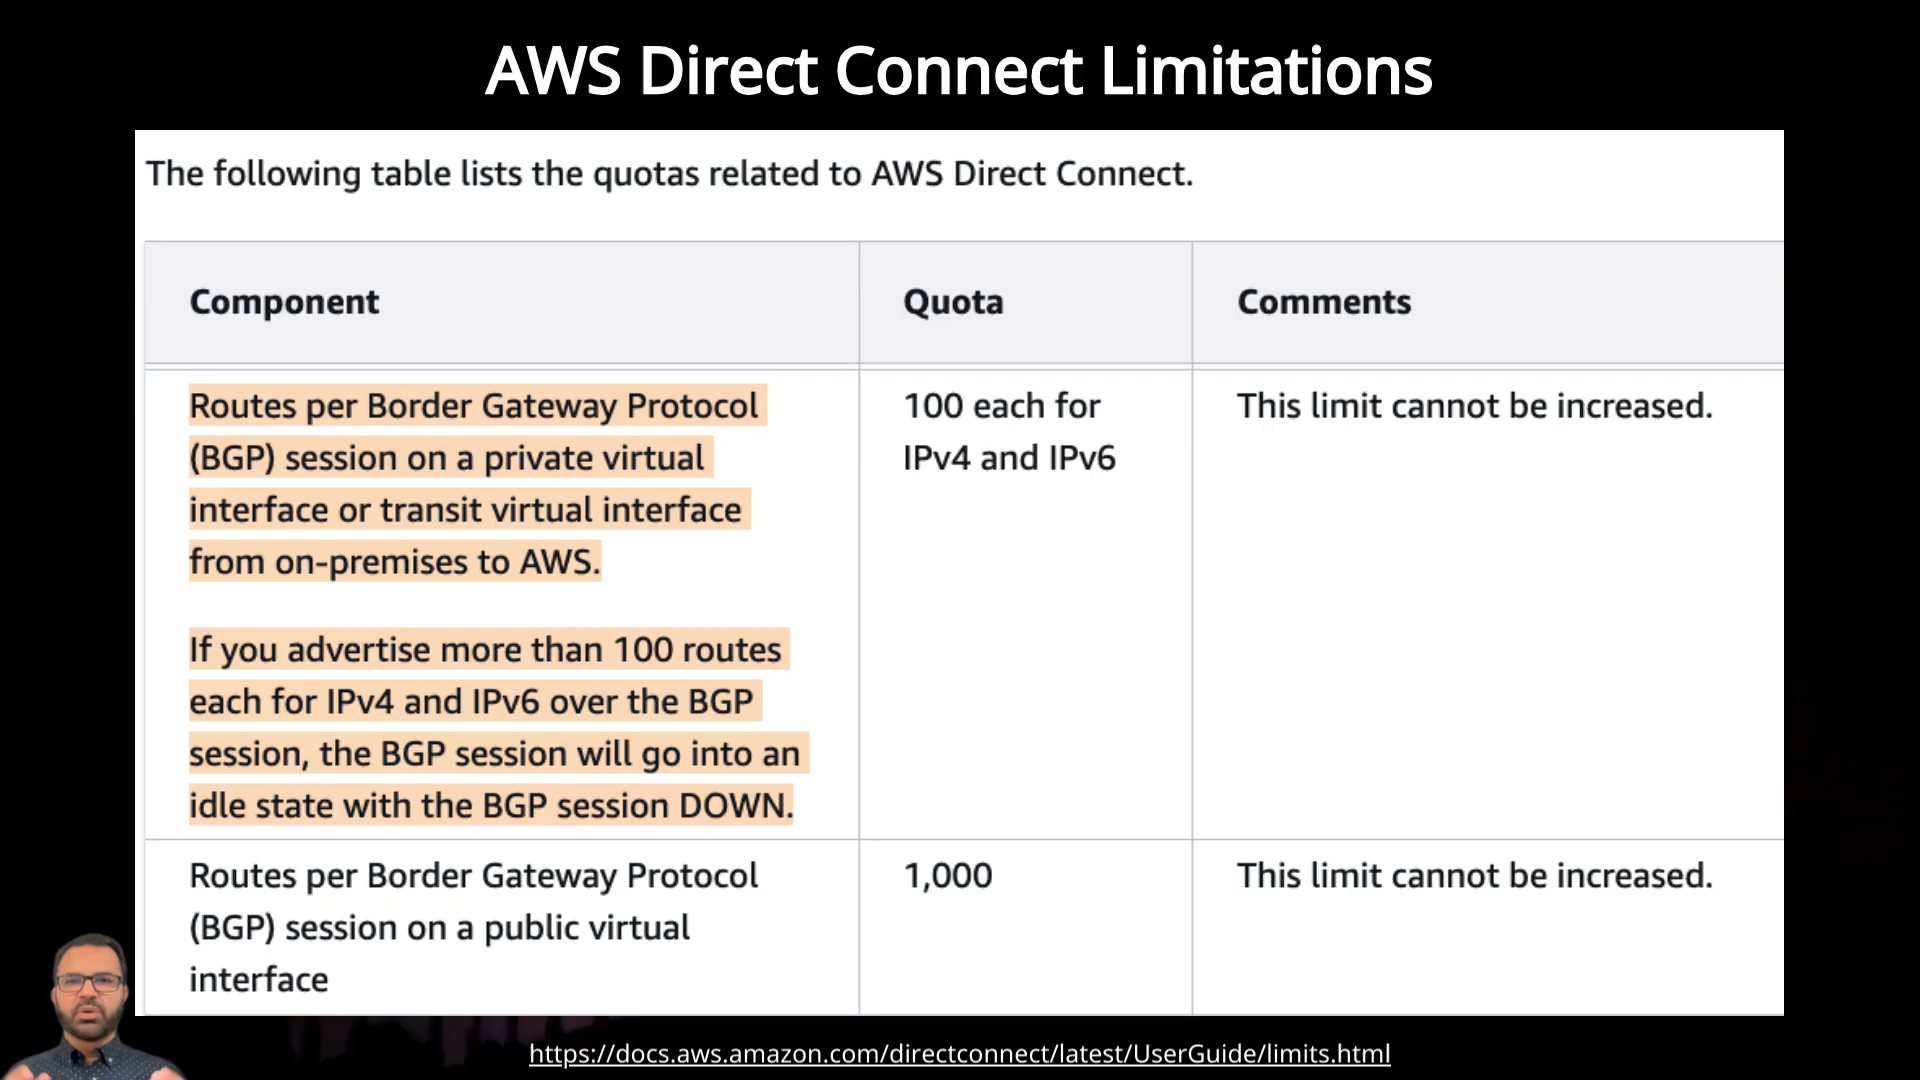 AWS Direct Connect Limitations
The following table lists the quotas related to AWS Direct Connect.
Component Quota Comments
Routes per Border Gateway Protocol
(BGP) session on a private virtual
interface or transit virtual interface
from on-premises to AWS.
If you advertise more than 100 routes
each for IPv4 and IPv6 over the BGP
session, the BGP session will go into an
idle state with the BGP session DOWN.
100 each for
IPv4 and IPv6
This limit cannot be increased.
Routes per Border Gateway Protocol
(BGP) session on a public virtual
interface
1,000
This limit cannot be increased.
https://docs.aws.amazon.com/directconnect/latest/UserGuide/limits.html